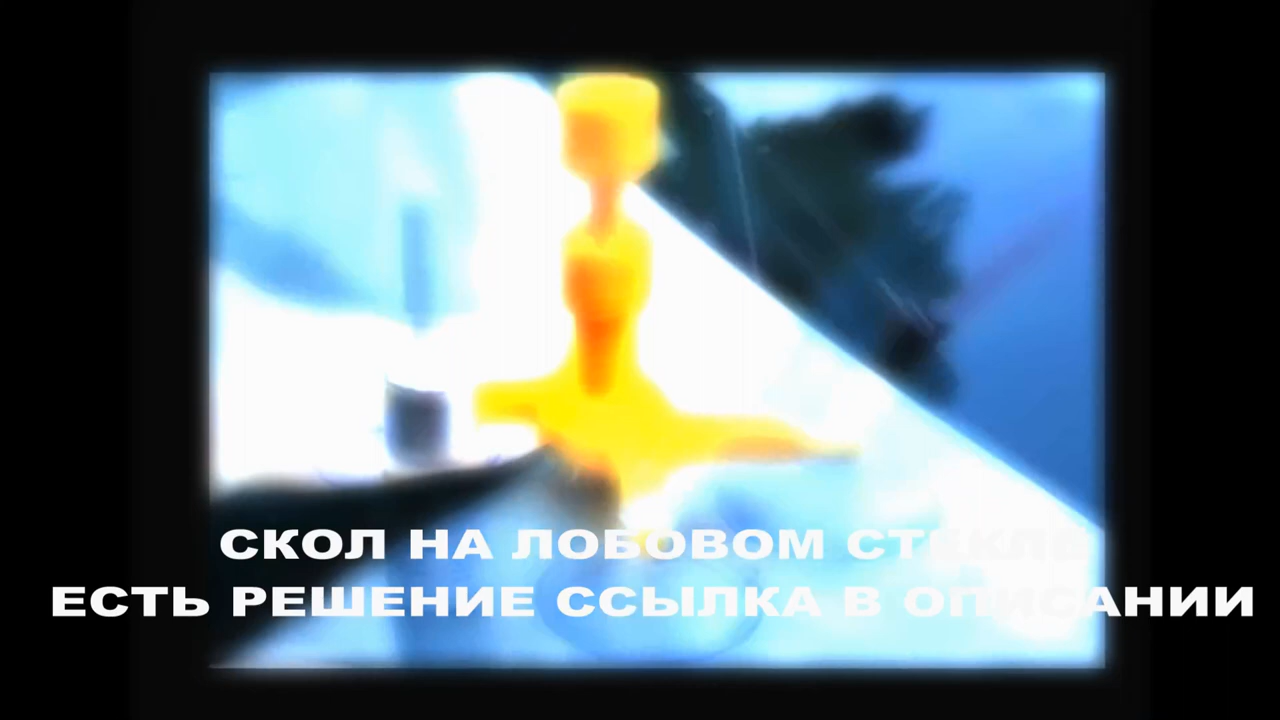 СКОЛ НА ЛОБОВОМ СТЕКЛЕ
ЕСТЬ РЕШЕНИЕ ССЫЛКА В ОПИСАНИИ